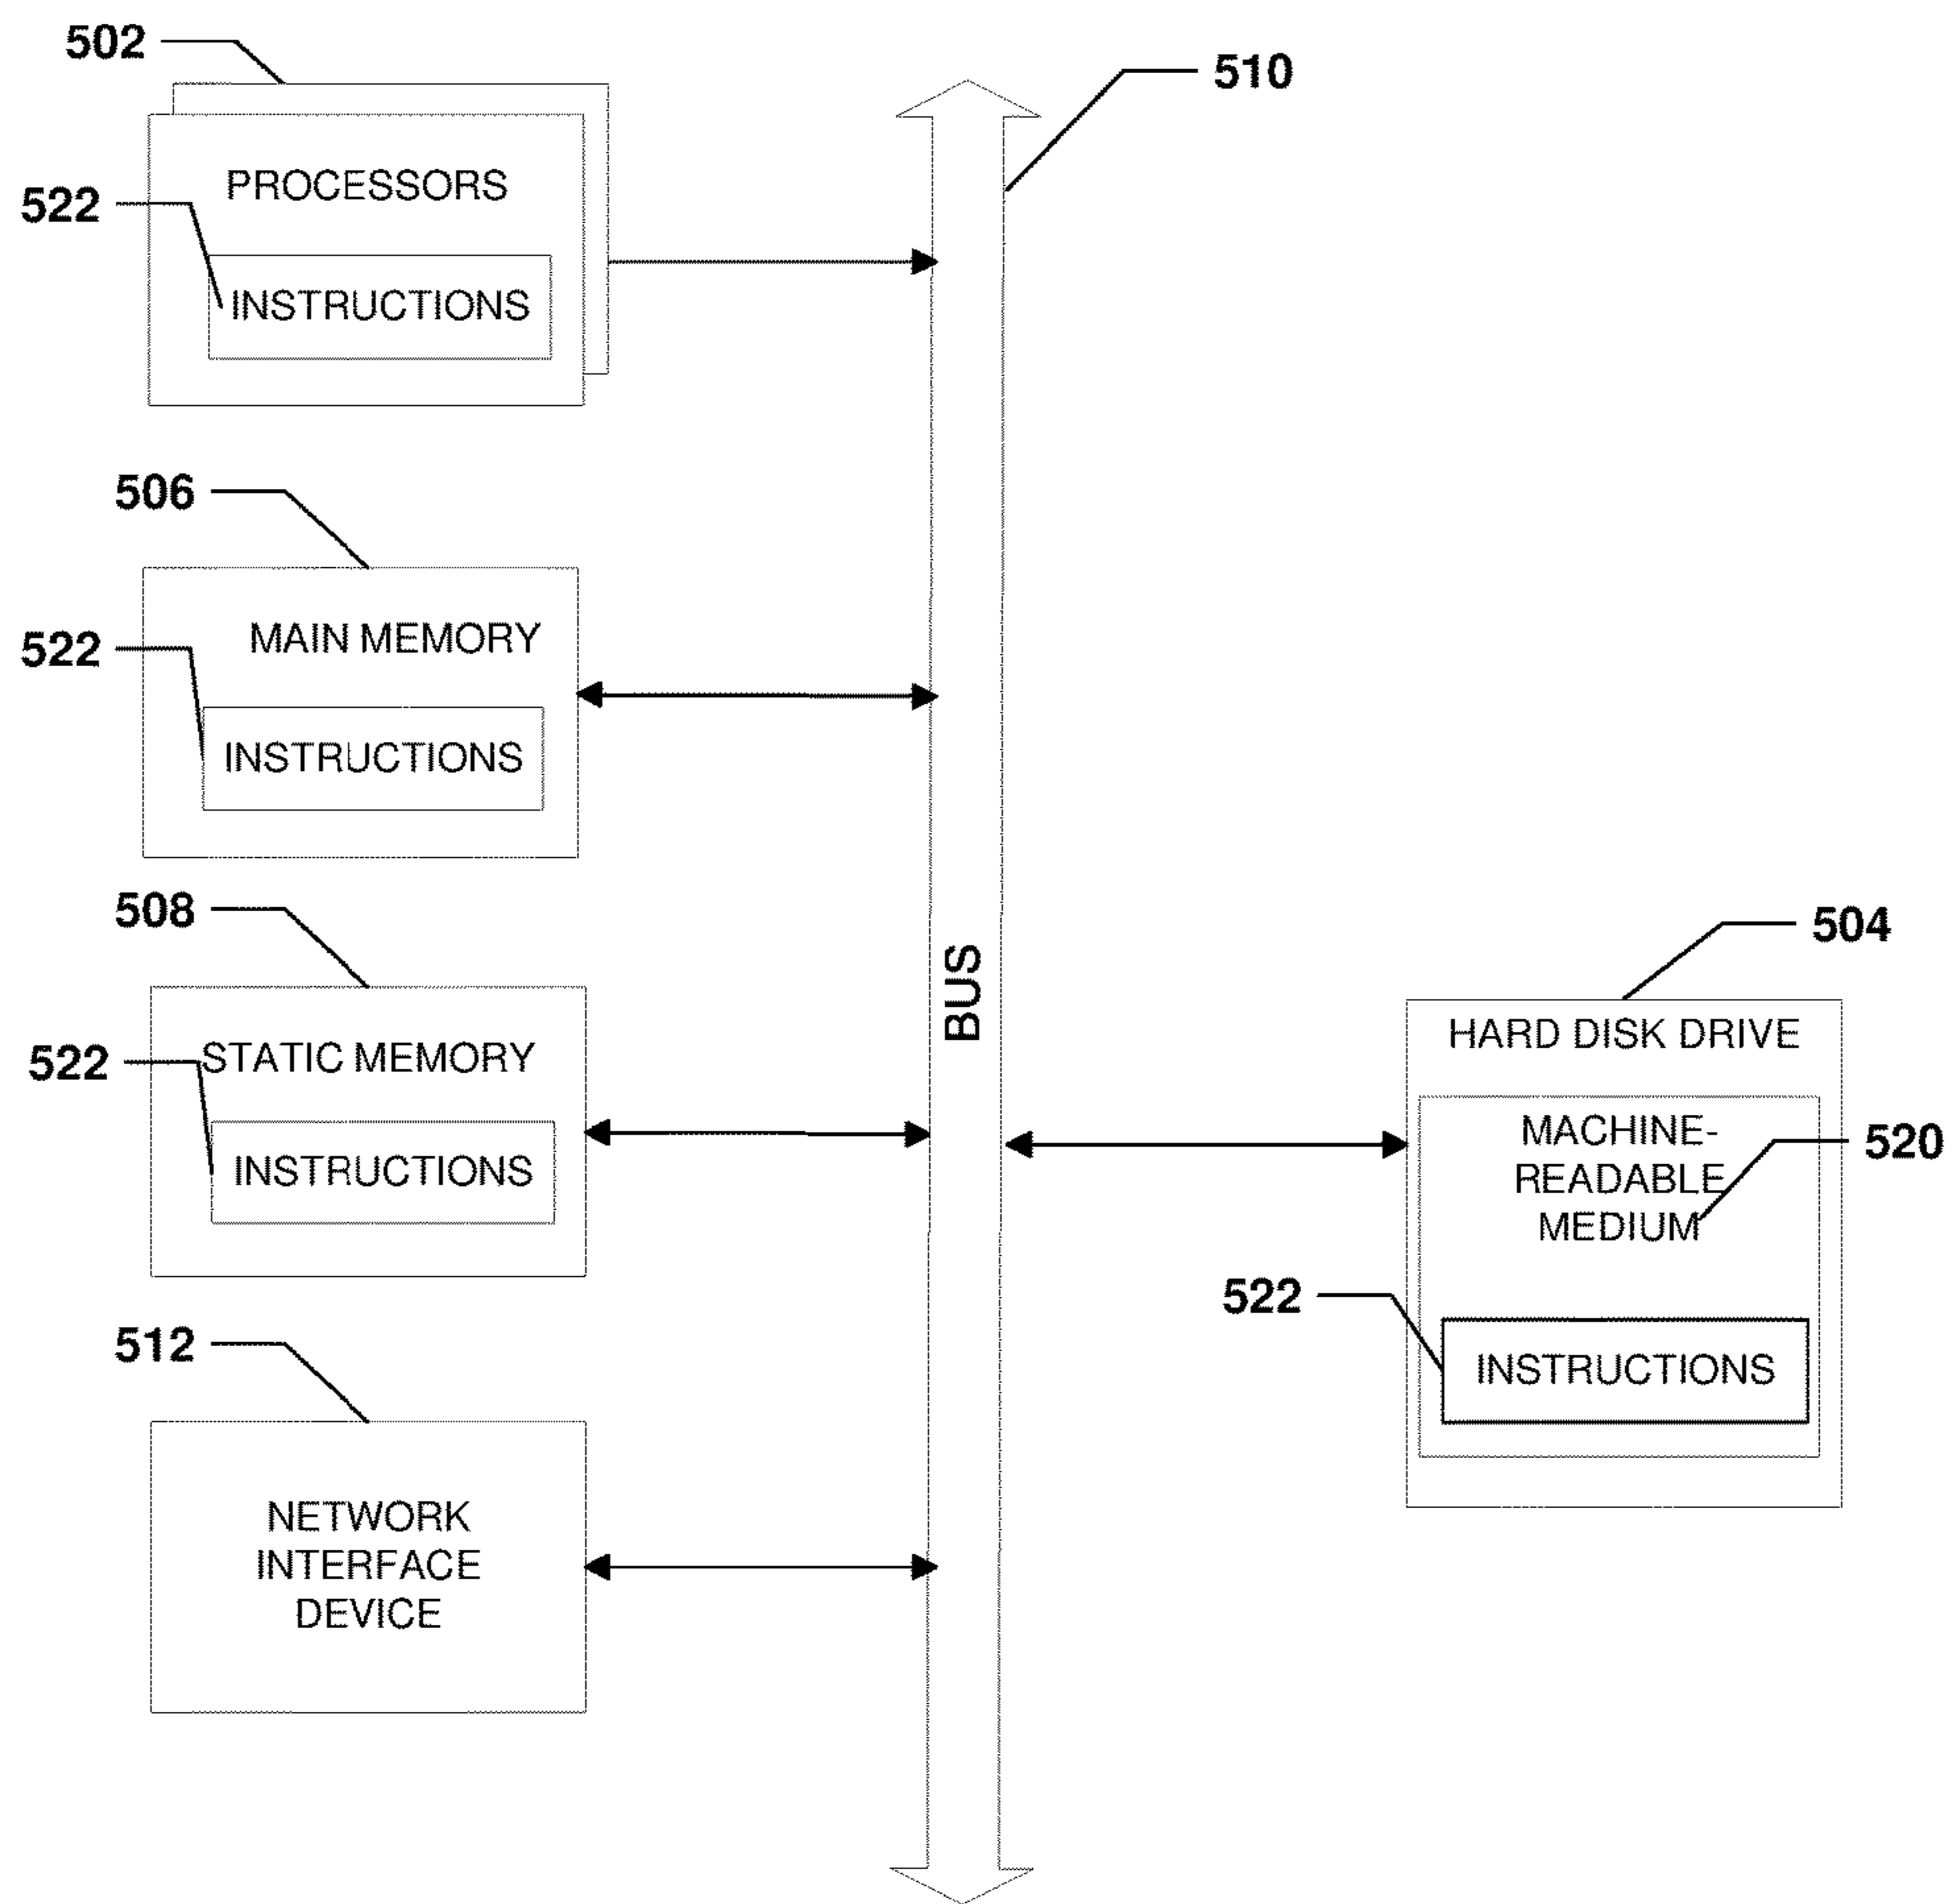 502
510
PROCESSORS
522
INSTRUCTIONS
506
MAIN MEMORY
522
INSTRUCTIONS
508
STATIC MEMORY
522
INSTRUCTIONS
BUS
504
HARD DISK DRIVE
MACHINE-
READABLE
MEDIUM
520
522
INSTRUCTIONS
512
NETWORK
INTERFACE
DEVICE